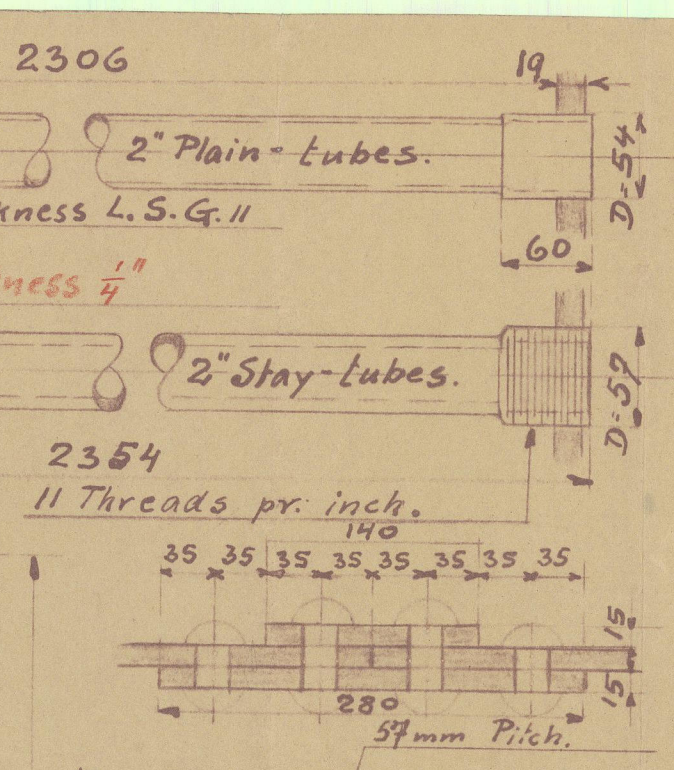 2306
19
2" Plain- tubes.
D=54
kness L.S.G. 11
60
ness 1/4"
2" Stay-tubes.
D=57
2354
11 Threads pr. inch.
140
35 35 35 35 35 35 35 35
15
15
280
57mm Pitch.